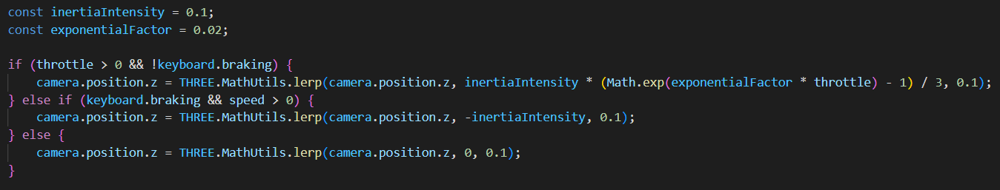 const inertiaIntensity = 0.1;
const exponentialFactor = 0.02;

if (throttle > 0 && !keyboard.braking) {
    camera.position.z = THREE.MathUtils.lerp(camera.position.z, inertiaIntensity * (Math.exp(exponentialFactor * throttle) - 1) / 3, 0.1);
} else if (keyboard.braking && speed > 0) {
    camera.position.z = THREE.MathUtils.lerp(camera.position.z, -inertiaIntensity, 0.1);
} else {
    camera.position.z = THREE.MathUtils.lerp(camera.position.z, 0, 0.1);
}